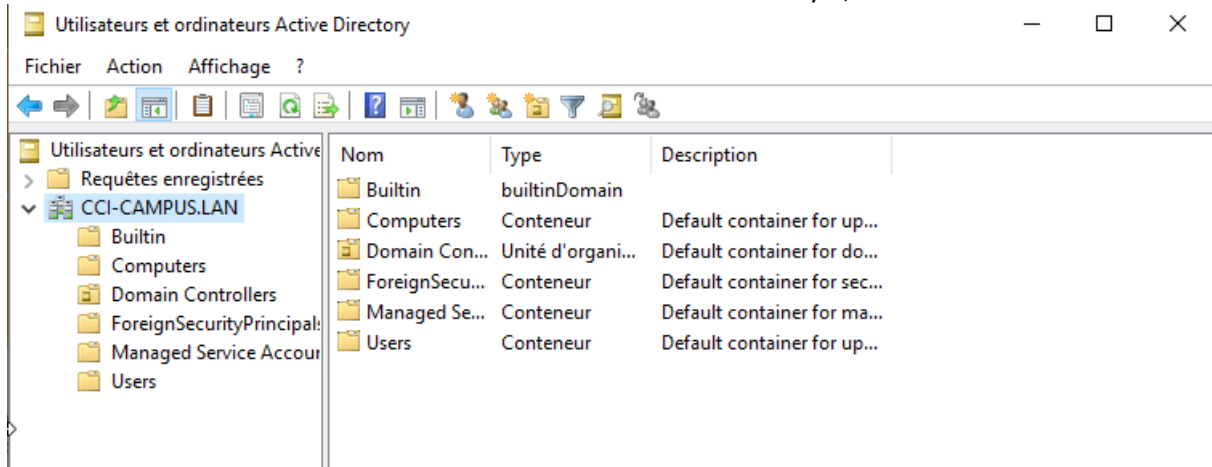 Utilisateurs et ordinateurs Active Directory
Fichier Action Affichage ?
Utilisateurs et ordinateurs Active
Requêtes enregistrées
CCI-CAMPUS.LAN
Builtin
Computers
Domain Controllers
ForeignSecurityPrincipals
Managed Service Accour
Users
Nom Type Description
Builtin builtinDomain
Computers Conteneur Default container for up...
Domain Con... Unité d'organi... Default container for do...
ForeignSecu... Conteneur Default container for sec...
Managed Se... Conteneur Default container for ma...
Users Conteneur Default container for up...